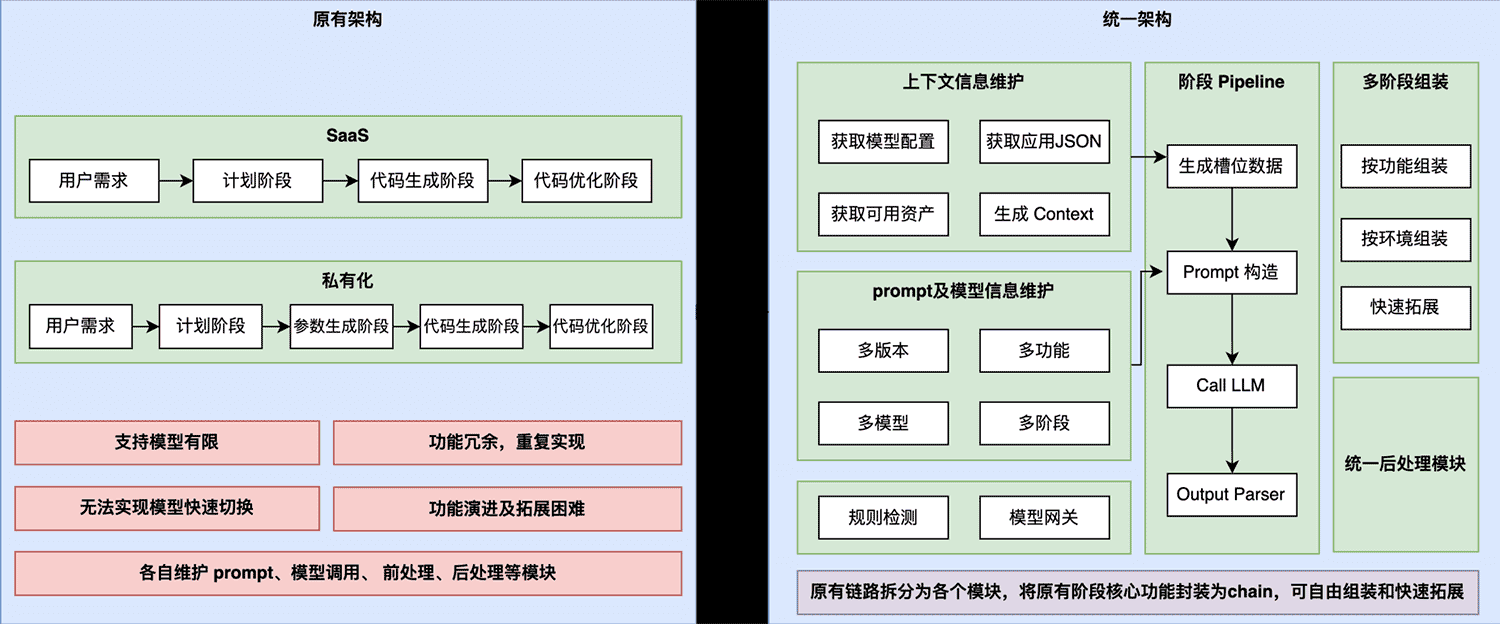 原有架构
SaaS
用户需求
计划阶段
代码生成阶段
代码优化阶段
私有化
用户需求
计划阶段
参数生成阶段
代码生成阶段
代码优化阶段
支持模型有限
功能冗余，重复实现
无法实现模型快速切换
功能演进及拓展困难
各自维护 prompt、模型调用、 前处理、后处理等模块
统一架构
上下文信息维护
获取模型配置
获取应用JSON
获取可用资产
生成 Context
prompt及模型信息维护
多版本
多功能
多模型
多阶段
规则检测
模型网关
阶段 Pipeline
生成槽位数据
Prompt 构造
Call LLM
Output Parser
多阶段组装
按功能组装
按环境组装
快速拓展
统一后处理模块
原有链路拆分为各个模块，将原有阶段核心功能封装为chain，可自由组装和快速拓展